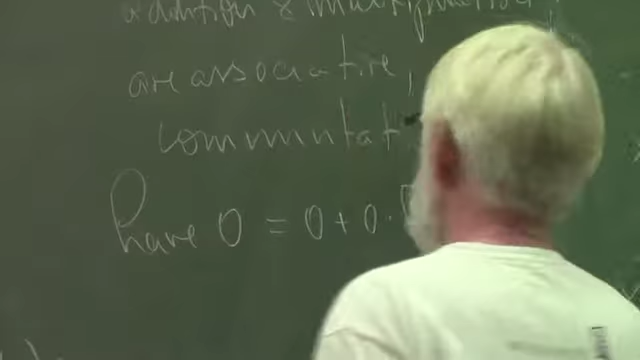 addition & multiplication
are associative,
commutat
have 0 = 0 + 0 ·